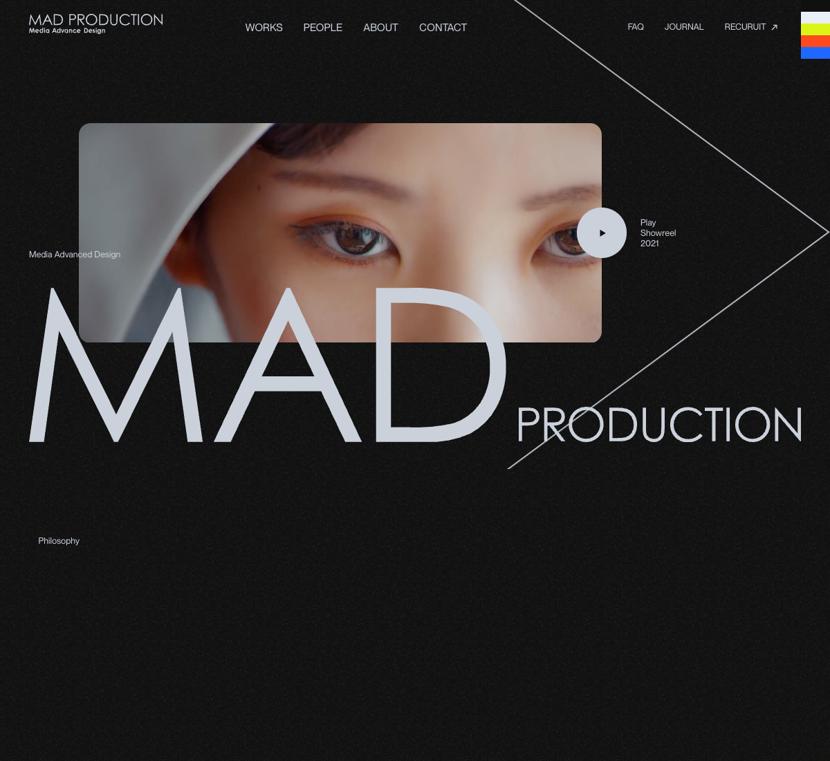 MAD PRODUCTION
Media Advance Design
WORKS PEOPLE ABOUT CONTACT
FAQ JOURNAL RECURUIT
Play
Showreel
2021
Media Advanced Design
MAD PRODUCTION
Philosophy